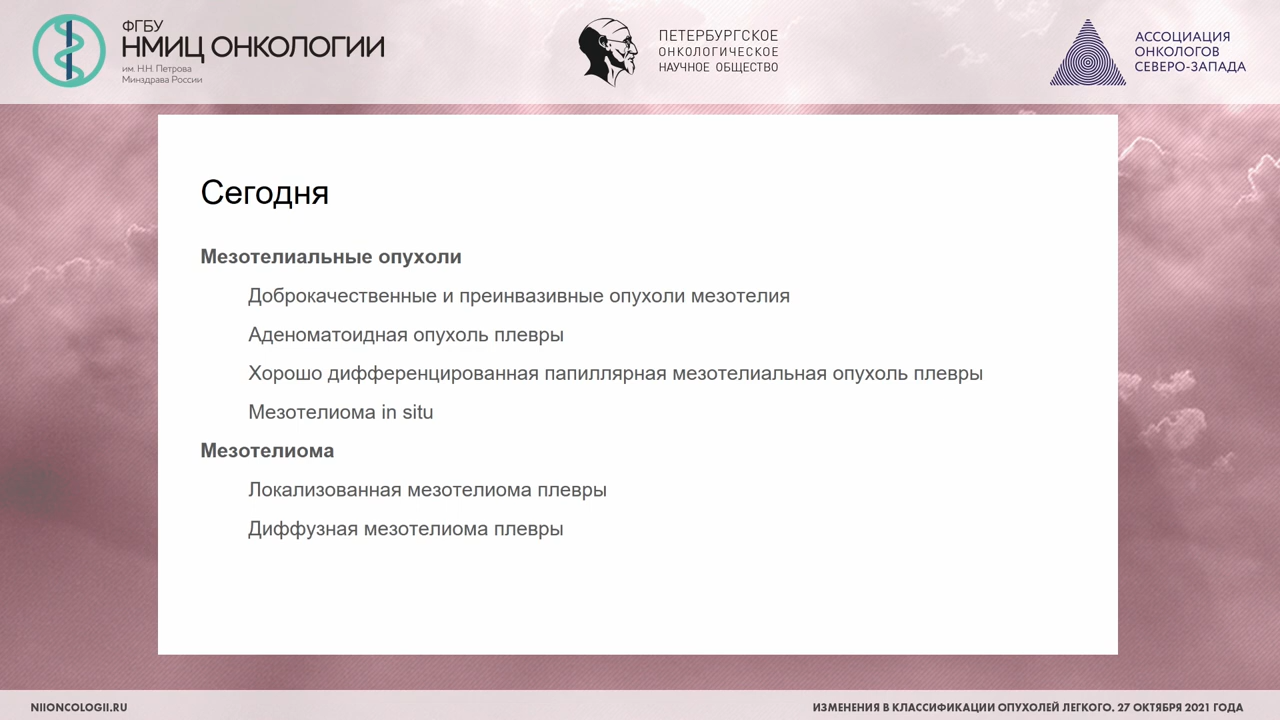 ФГБУ
НМИЦ ОНКОЛОГИИ
им. Н.Н. Петрова
Минздрава России
ПЕТЕРБУРГСКОЕ
ОНКОЛОГИЧЕСКОЕ
НАУЧНОЕ ОБЩЕСТВО
АССОЦИАЦИЯ
ОНКОЛОГОВ
СЕВЕРО-ЗАПАДА
Сегодня
Мезотелиальные опухоли
Доброкачественные и преинвазивные опухоли мезотелия
Аденоматоидная опухоль плевры
Хорошо дифференцированная папиллярная мезотелиальная опухоль плевры
Мезотелиома in situ
Мезотелиома
Локализованная мезотелиома плевры
Диффузная мезотелиома плевры
NIIONCOLOGII.RU
ИЗМЕНЕНИЯ В КЛАССИФИКАЦИИ ОПУХОЛЕЙ ЛЕГКОГО. 27 ОКТЯБРЯ 2021 ГОДА